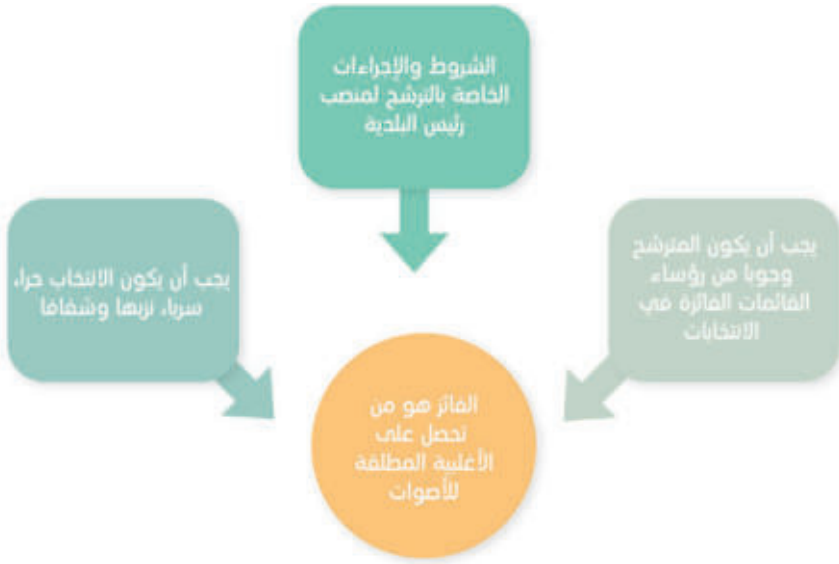 الشروط والإجراءات
الخاصة بالترشح لمنصب
رئيس البلدية
يجب أن يكون المترشح
وجوبا من رؤساء
القائمات الفائزة في
الانتخابات
يجب أن يكون الانتخاب حرا،
سريا، نزيها وشفافا
الفائز هو من
تحصل على
الأغلبية المطلقة
للأصوات